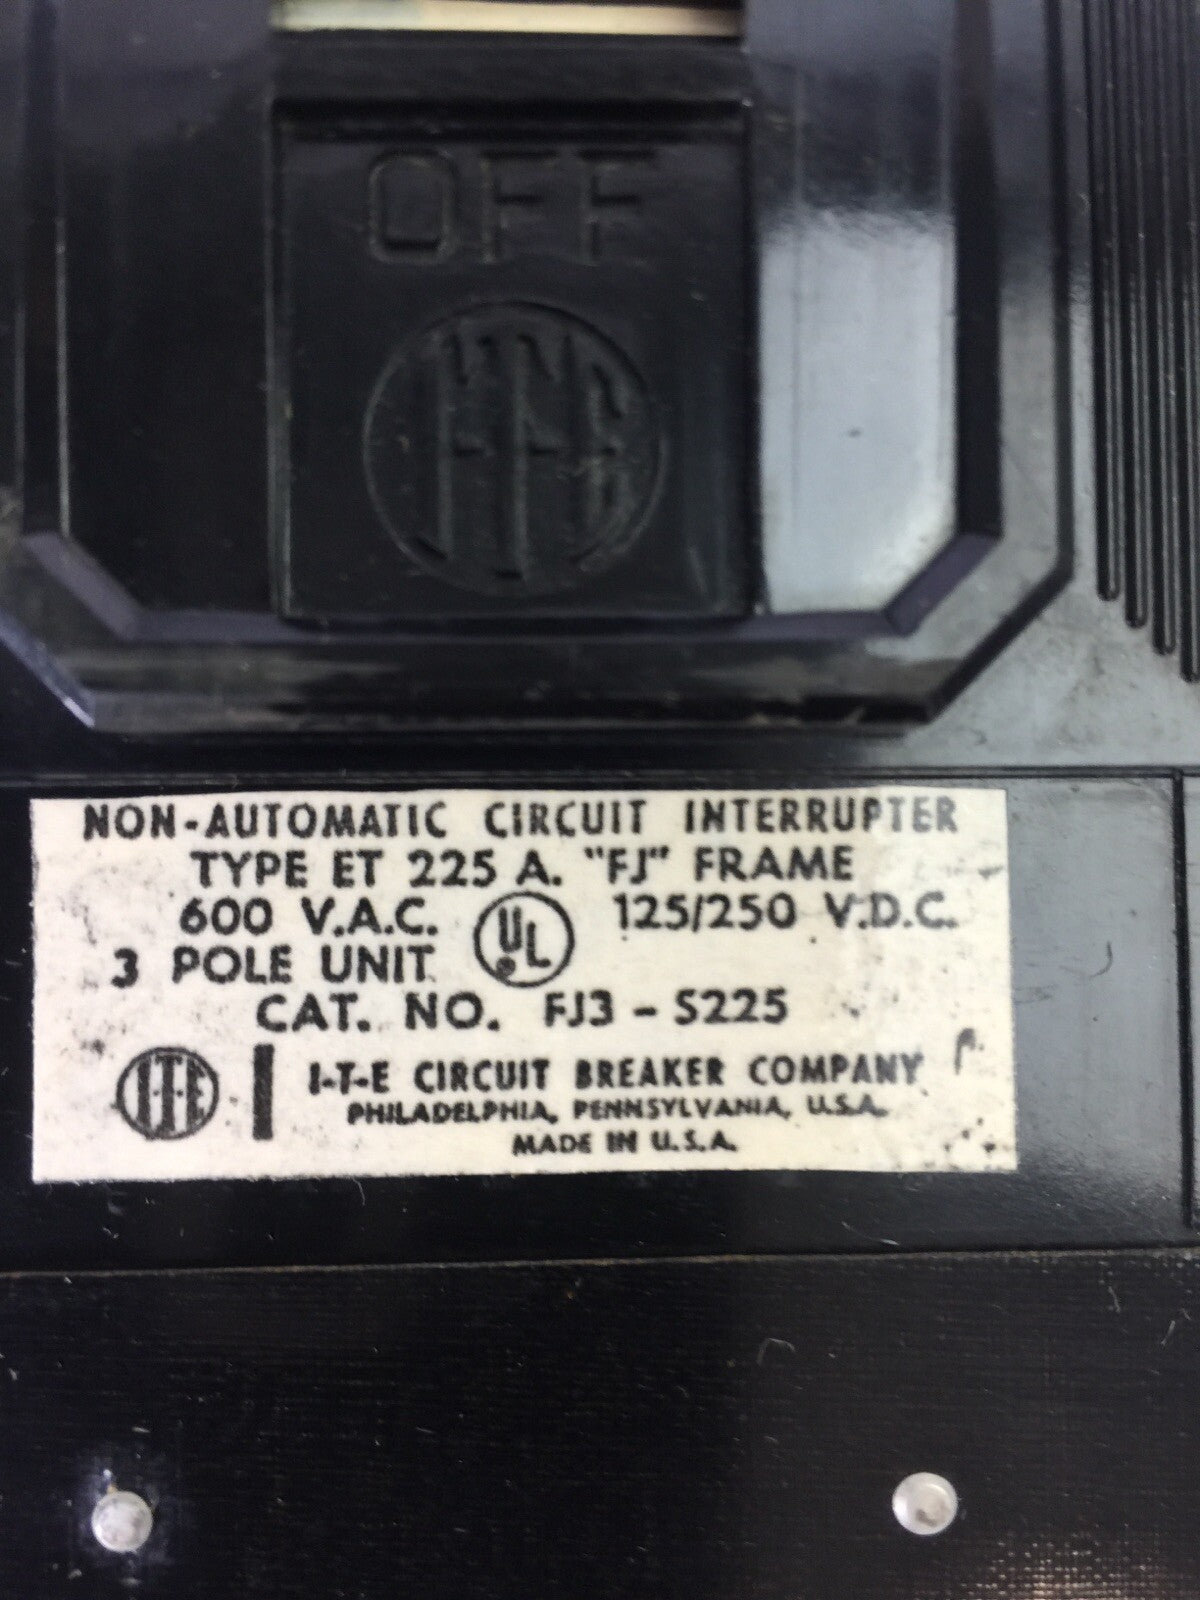 OFF
ITE
NON-AUTOMATIC CIRCUIT INTERRUPTER
TYPE ET 225 A. "FJ" FRAME
600 V.A.C. UL 125/250 V.D.C.
3 POLE UNIT
CAT. NO. FJ3 - S225
I-T-E I-T-E CIRCUIT BREAKER COMPANY
PHILADELPHIA, PENNSYLVANIA, U.S.A.
MADE IN U.S.A.